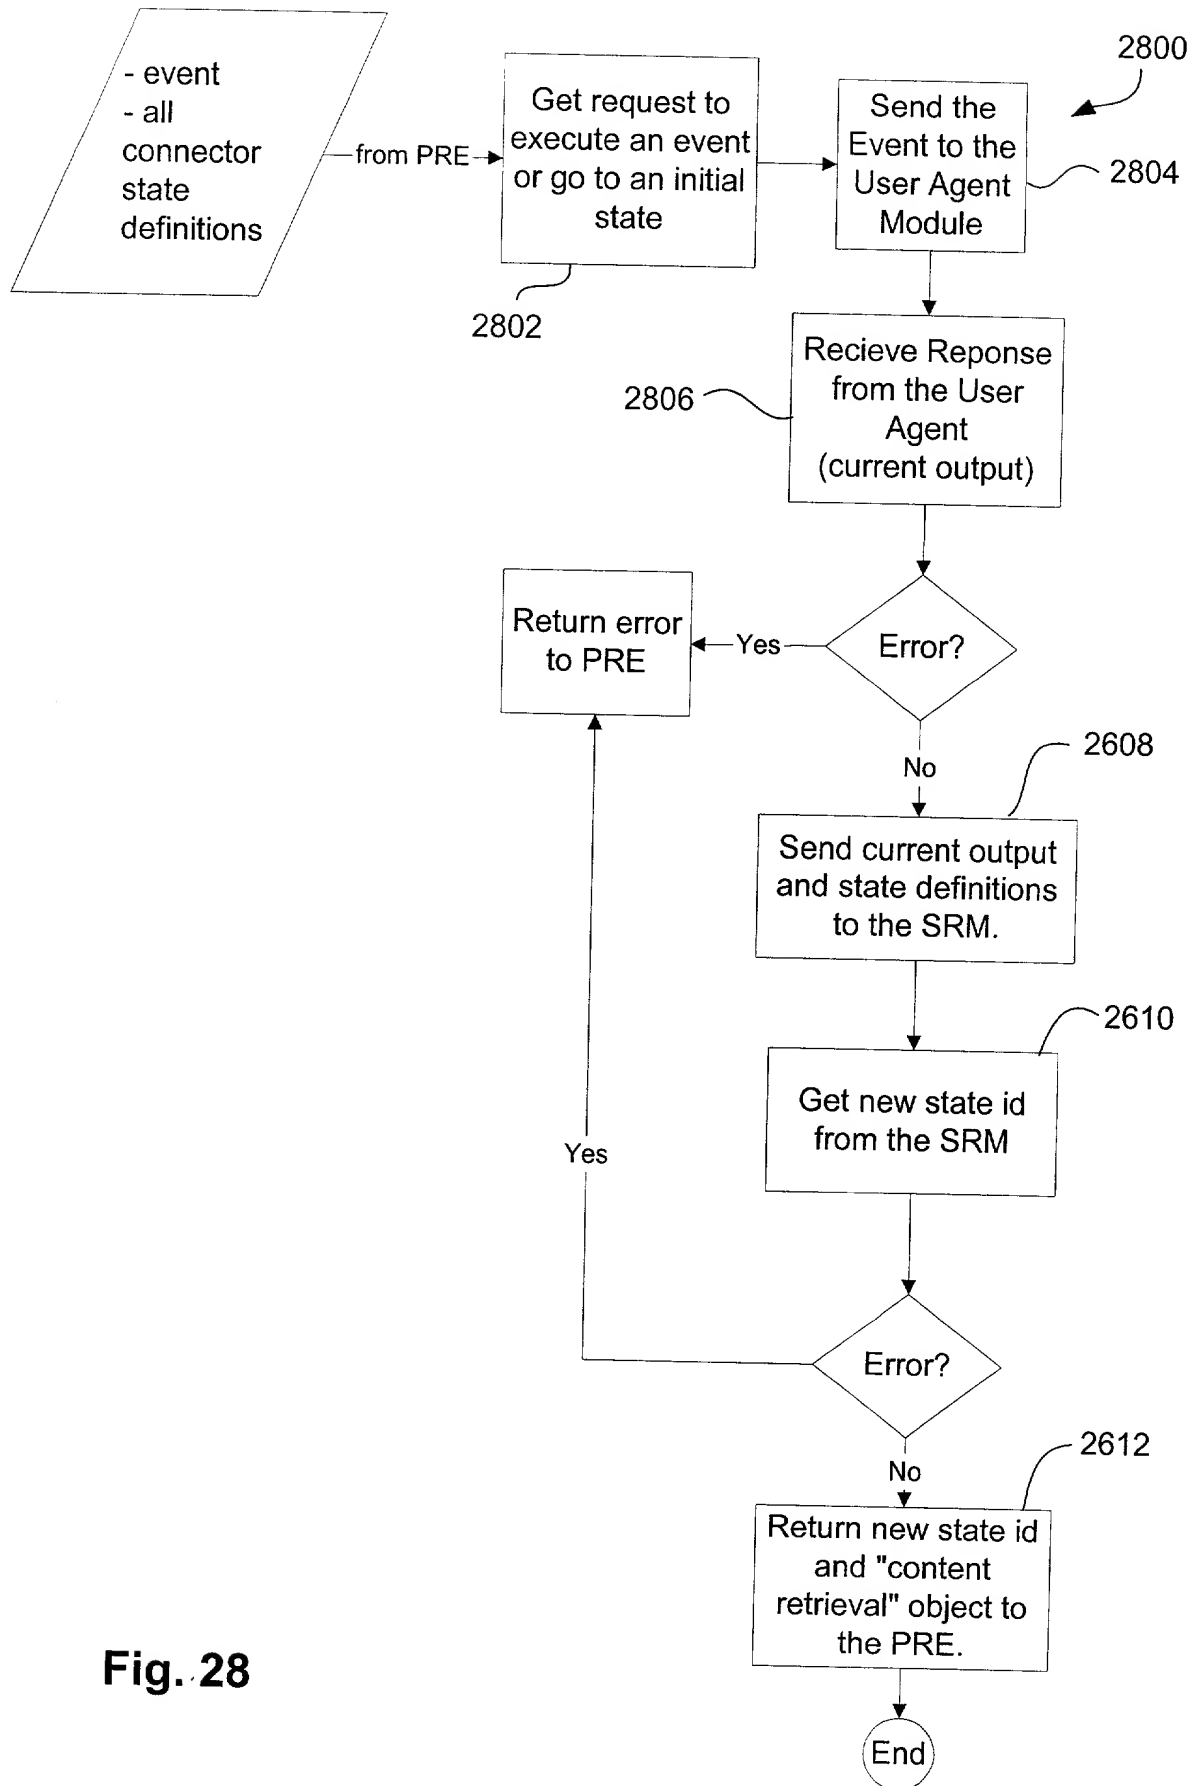 - event
- all
connector
state
definitions
from PRE
Get request to
execute an event
or go to an initial
state
2802
Send the
Event to the
User Agent
Module
2800
2804
Recieve Reponse
from the User
Agent
(current output)
2806
Error?
Yes
Return error
to PRE
No
2608
Send current output
and state definitions
to the SRM.
2610
Get new state id
from the SRM
Yes
Error?
No
2612
Return new state id
and "content
retrieval" object to
the PRE.
End
Fig. 28